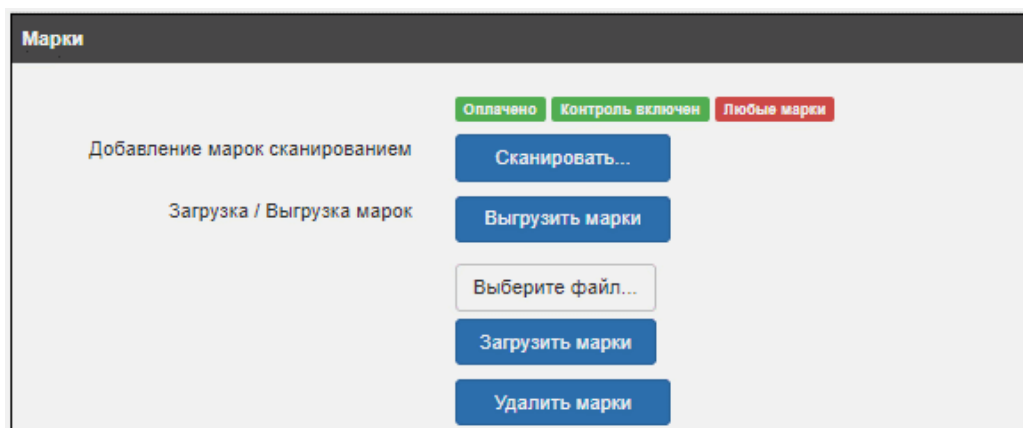 Марки
Оплачено Контроль включен Любые марки
Добавление марок сканированием Сканировать...
Загрузка / Выгрузка марок Выгрузить марки
Выберите файл...
Загрузить марки
Удалить марки